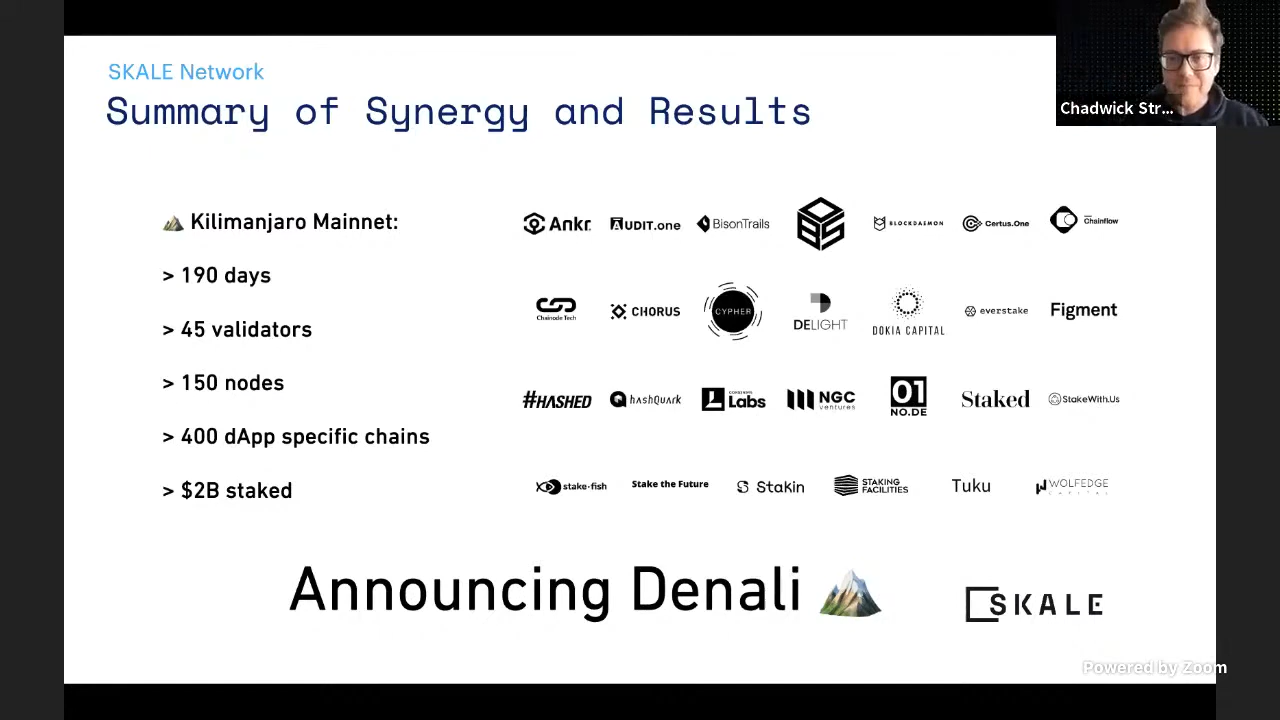 SKALE Network
Summary of Synergy and Results
Chadwick Str...
Kilimanjaro Mainnet:
> 190 days
> 45 validators
> 150 nodes
> 400 dApp specific chains
> $2B staked
Ankr
AUDIT.one
BisonTrails
BLOCKDAEMON
Certus.One
Chainflow
Chainode Tech
CHORUS
CYPHER
DELIGHT
DOKIA CAPITAL
everstake
Figment
#HASHED
hashQuark
Labs
NGC
ventures
01
NO.DE
Staked
StakeWith.Us
stake•fish
Stake the Future
StaKin
STAKING
FACILITIES
Tuku
WOLFEDGE
CAPITAL
Announcing Denali
SKALE
Powered by Zoom